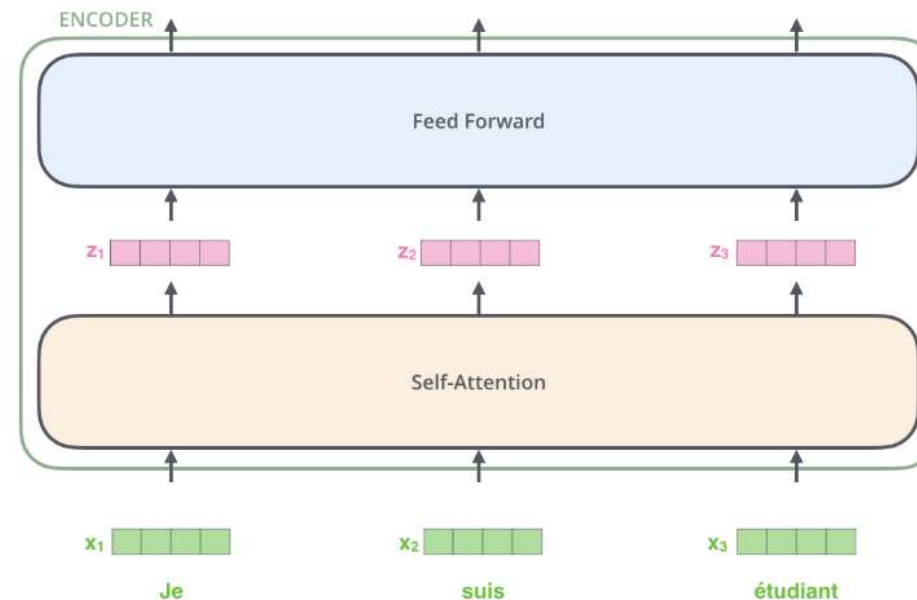 ENCODER
Feed Forward
z₁ z₂ z₃
Self-Attention
x₁ x₂ x₃
Je suis étudiant